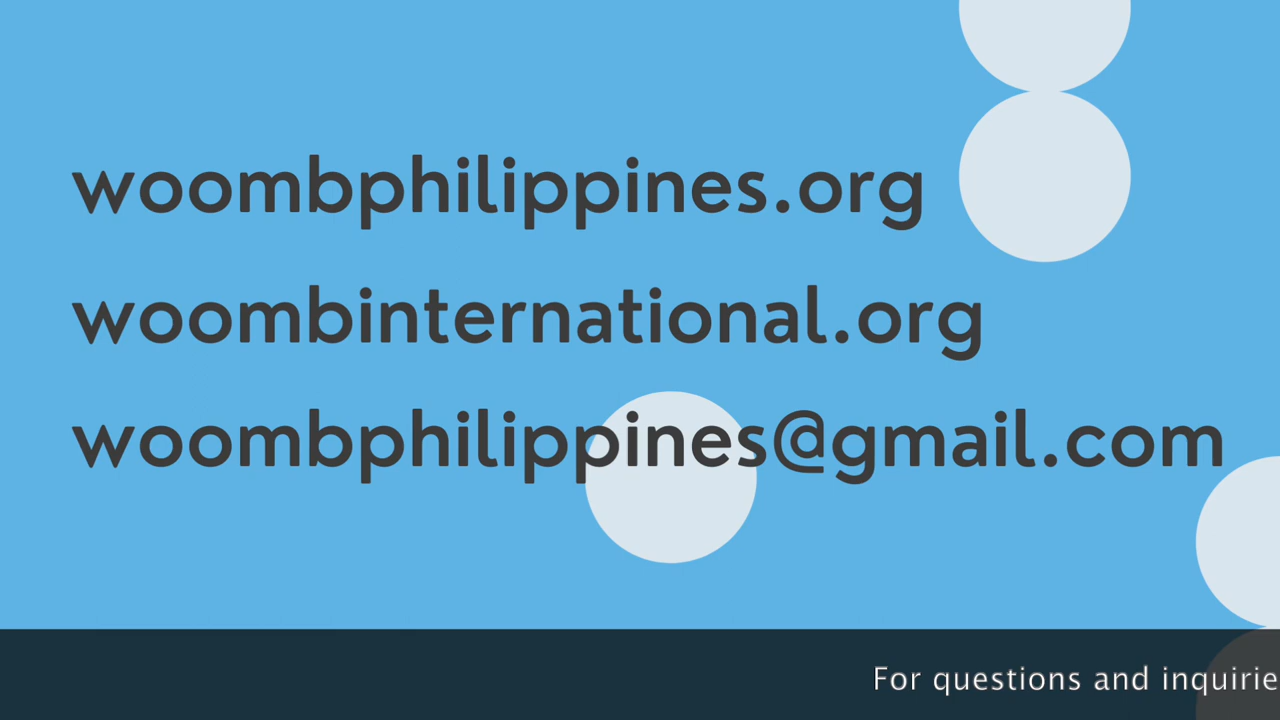 woombphilippines.org
woombinternational.org
woombphilippines@gmail.com
For questions and inquirie